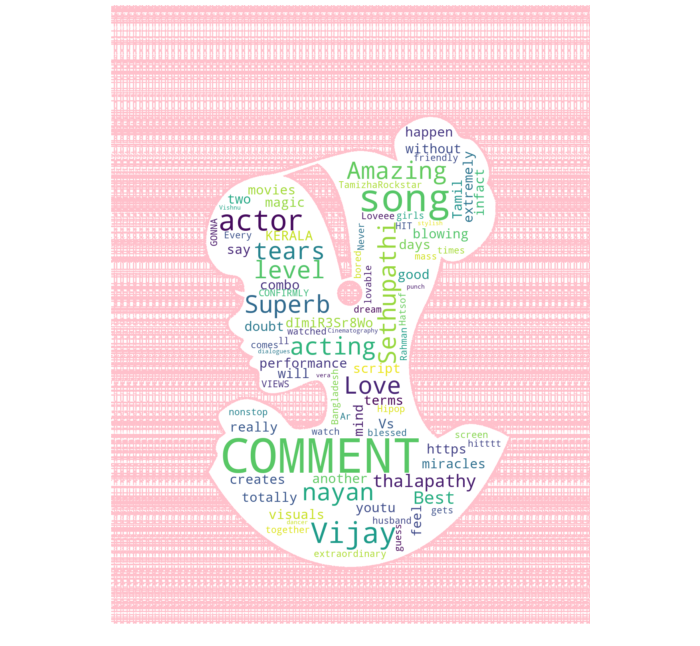 happen
without
friendly
Amazing
TamizhaRockstar
song
Tamil
extremely
infact
movies
magic
two
Vishnu
actor
Loveee
girls
HIT
stylish
GONNA
Every
KERALA
Never
blowing
say
tears
days
times
mass
level
bored
lovable
Sethupathi
good
combo
CONFIRMLY
punch
Superb
dream
Hatsof
doubt
dImiR3Sr8Wo
watched
Cinematography
Rahman
comes
ll
acting
dialogues
performance
script
will
vera
VIEWS
Love
Bangladesh
terms
nonstop
Ar
mind
Hipop
really
Vs
watch
blessed
COMMENT
screen
https
hitttt
miracles
creates
another
thalapathy
totally
nayan
Best
youtu
feel
gets
visuals
dancer
husband
together
Vijay
guess
extraordinary